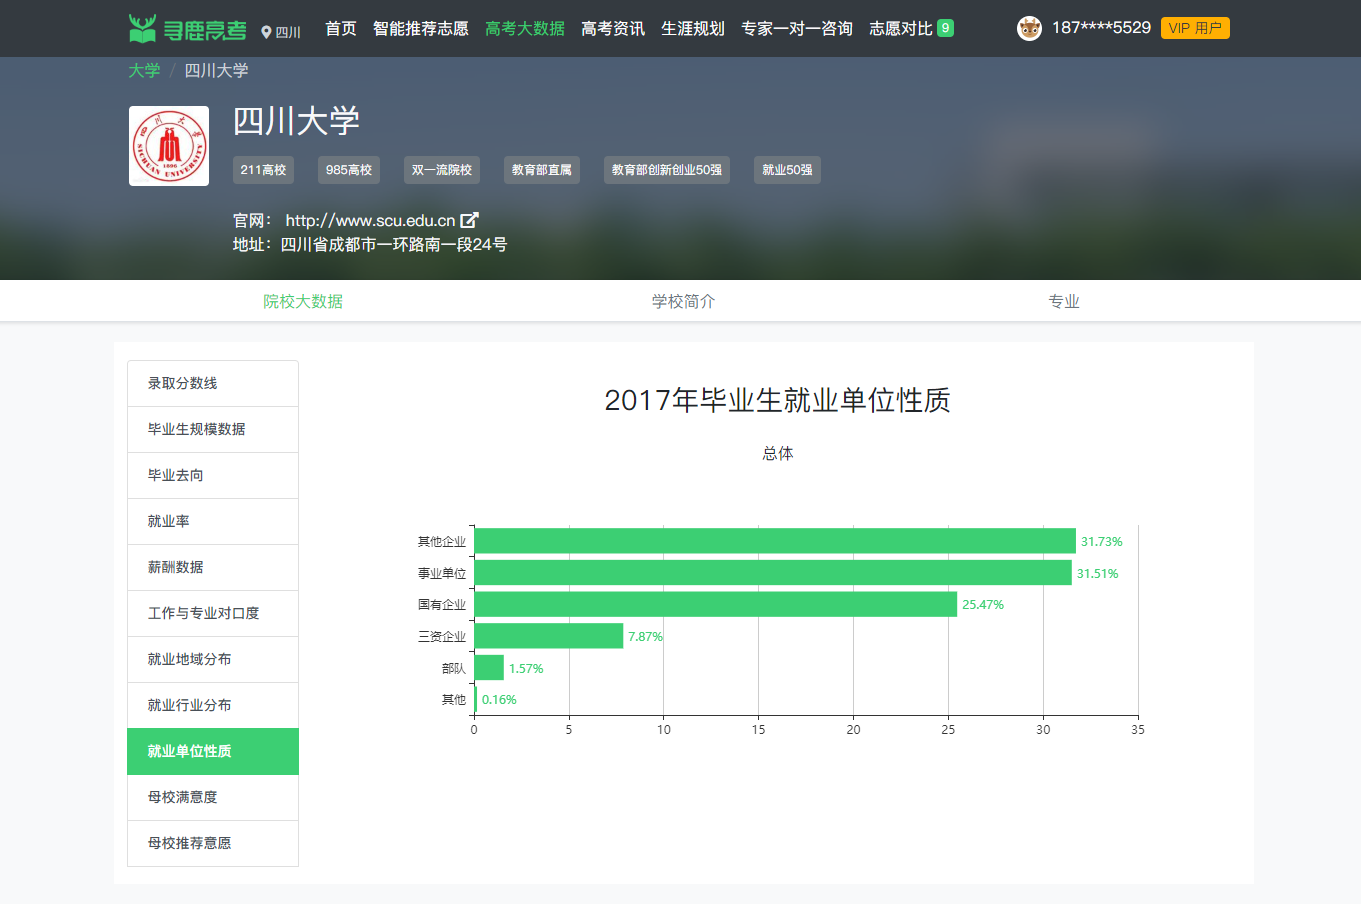 寻鹿高考 四川 首页 智能推荐志愿 高考大数据 高考资讯 生涯规划 专家一对一咨询 志愿对比 9 187****5529 VIP 用户
大学 / 四川大学
四川大学
四川大学
SICHUAN UNIVERSITY
1896
211高校 985高校 双一流院校 教育部直属 教育部创新创业50强 就业50强
官网： http://www.scu.edu.cn
地址：四川省成都市一环路南一段24号
院校大数据 学校简介 专业
录取分数线
毕业生规模数据
毕业去向
就业率
薪酬数据
工作与专业对口度
就业地域分布
就业行业分布
就业单位性质
母校满意度
母校推荐意愿
2017年毕业生就业单位性质
总体
其他企业 31.73%
事业单位 31.51%
国有企业 25.47%
三资企业 7.87%
部队 1.57%
其他 0.16%
0 5 10 15 20 25 30 35